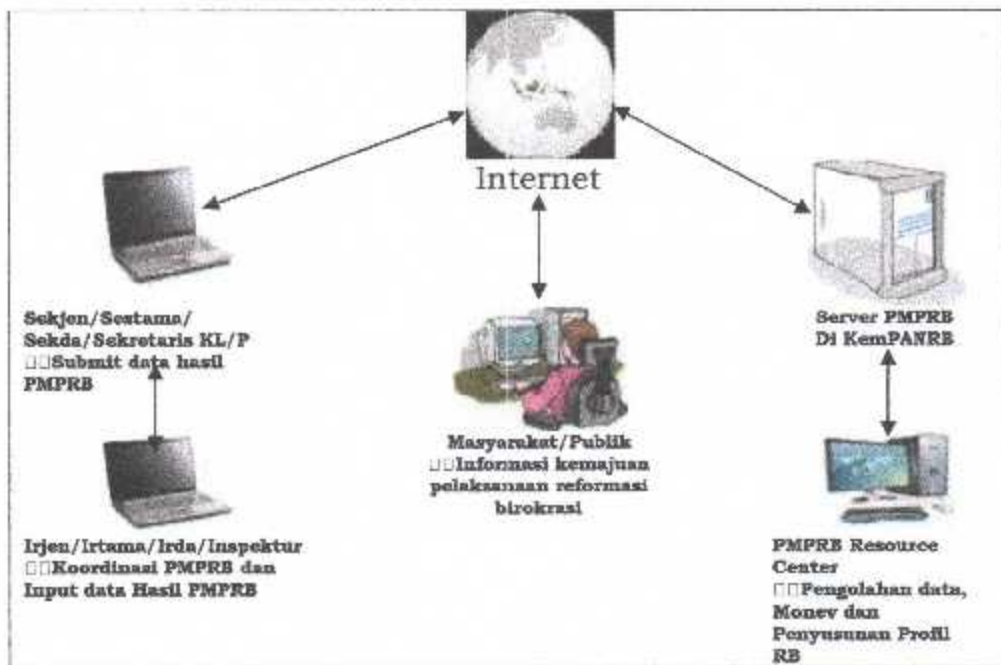 Internet
Sekjen/Sestama/
Sekda/Sekretaris KL/P
□□Submit data hasil
PMPRB
Irjen/Irtama/Irda/Inspektur
□□Koordinasi PMPRB dan
Input data Hasil PMPRB
Masyarakat/Publik
□□Informasi kemajuan
pelaksanaan reformasi
birokrasi
Server PMPRB
Di KemPANRB
PMPRB Resource
Center
□□Pengolahan data,
Monev dan
Penyusunan Profil
RB